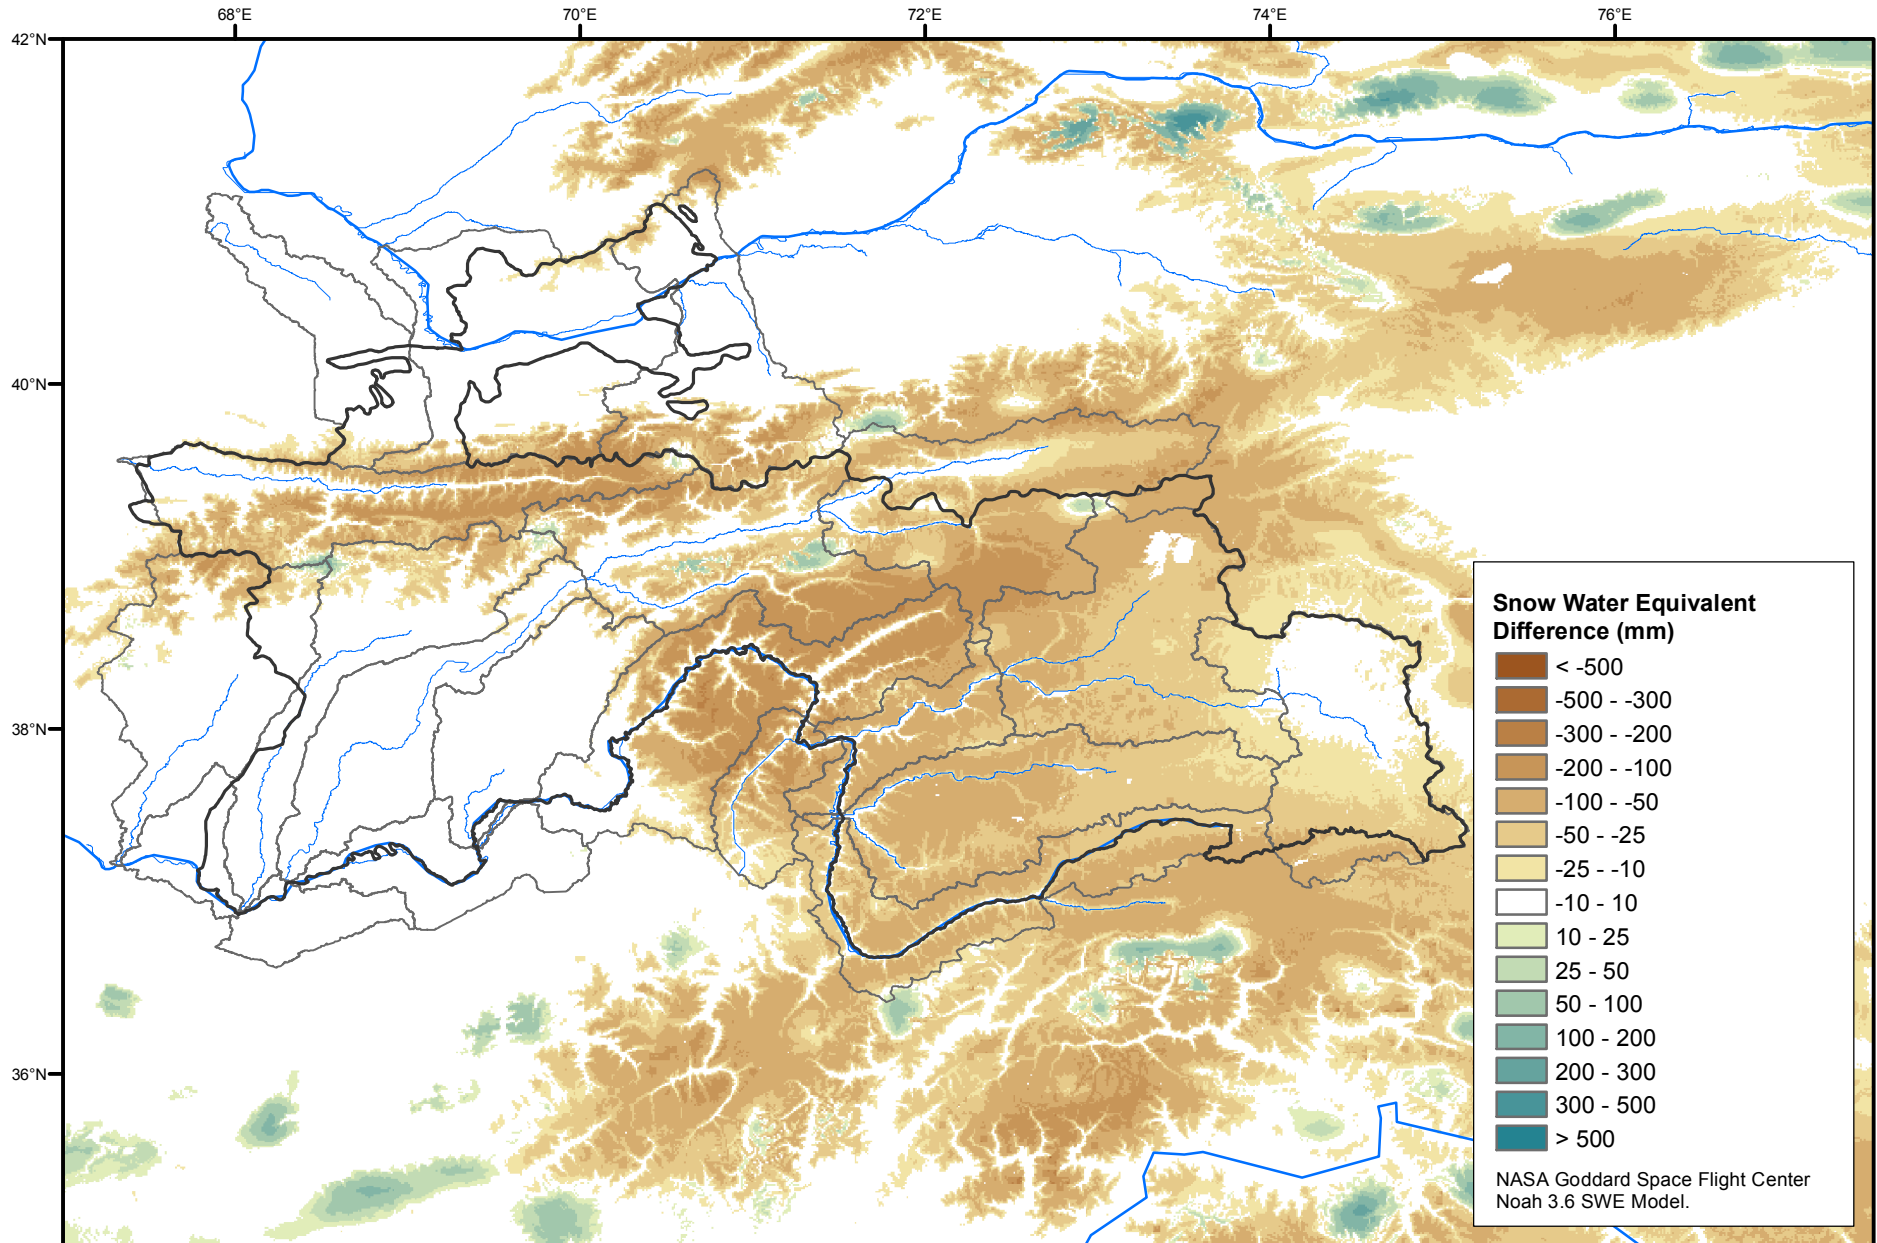 68°E
70°E
72°E
74°E
76°E
42°N
40°N
38°N
36°N
Snow Water Equivalent
Difference (mm)
< -500
-500 - -300
-300 - -200
-200 - -100
-100 - -50
-50 - -25
-25 - -10
-10 - 10
10 - 25
25 - 50
50 - 100
100 - 200
200 - 300
300 - 500
> 500
NASA Goddard Space Flight Center
Noah 3.6 SWE Model.